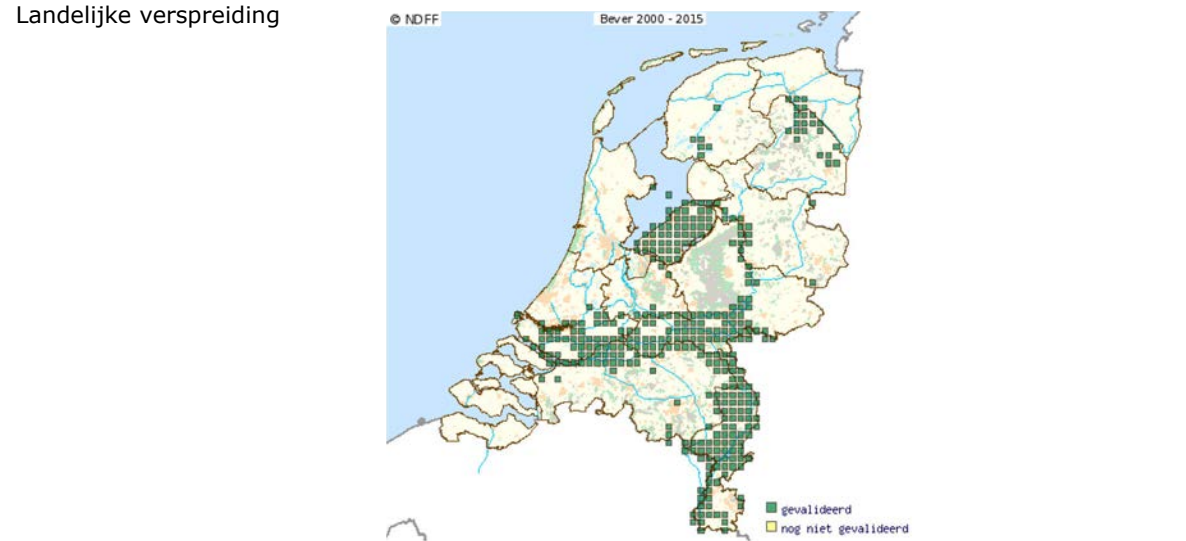 Landelijke verspreiding
© NDFF
Bever 2000 - 2015
gevalideerd
nog niet gevalideerd